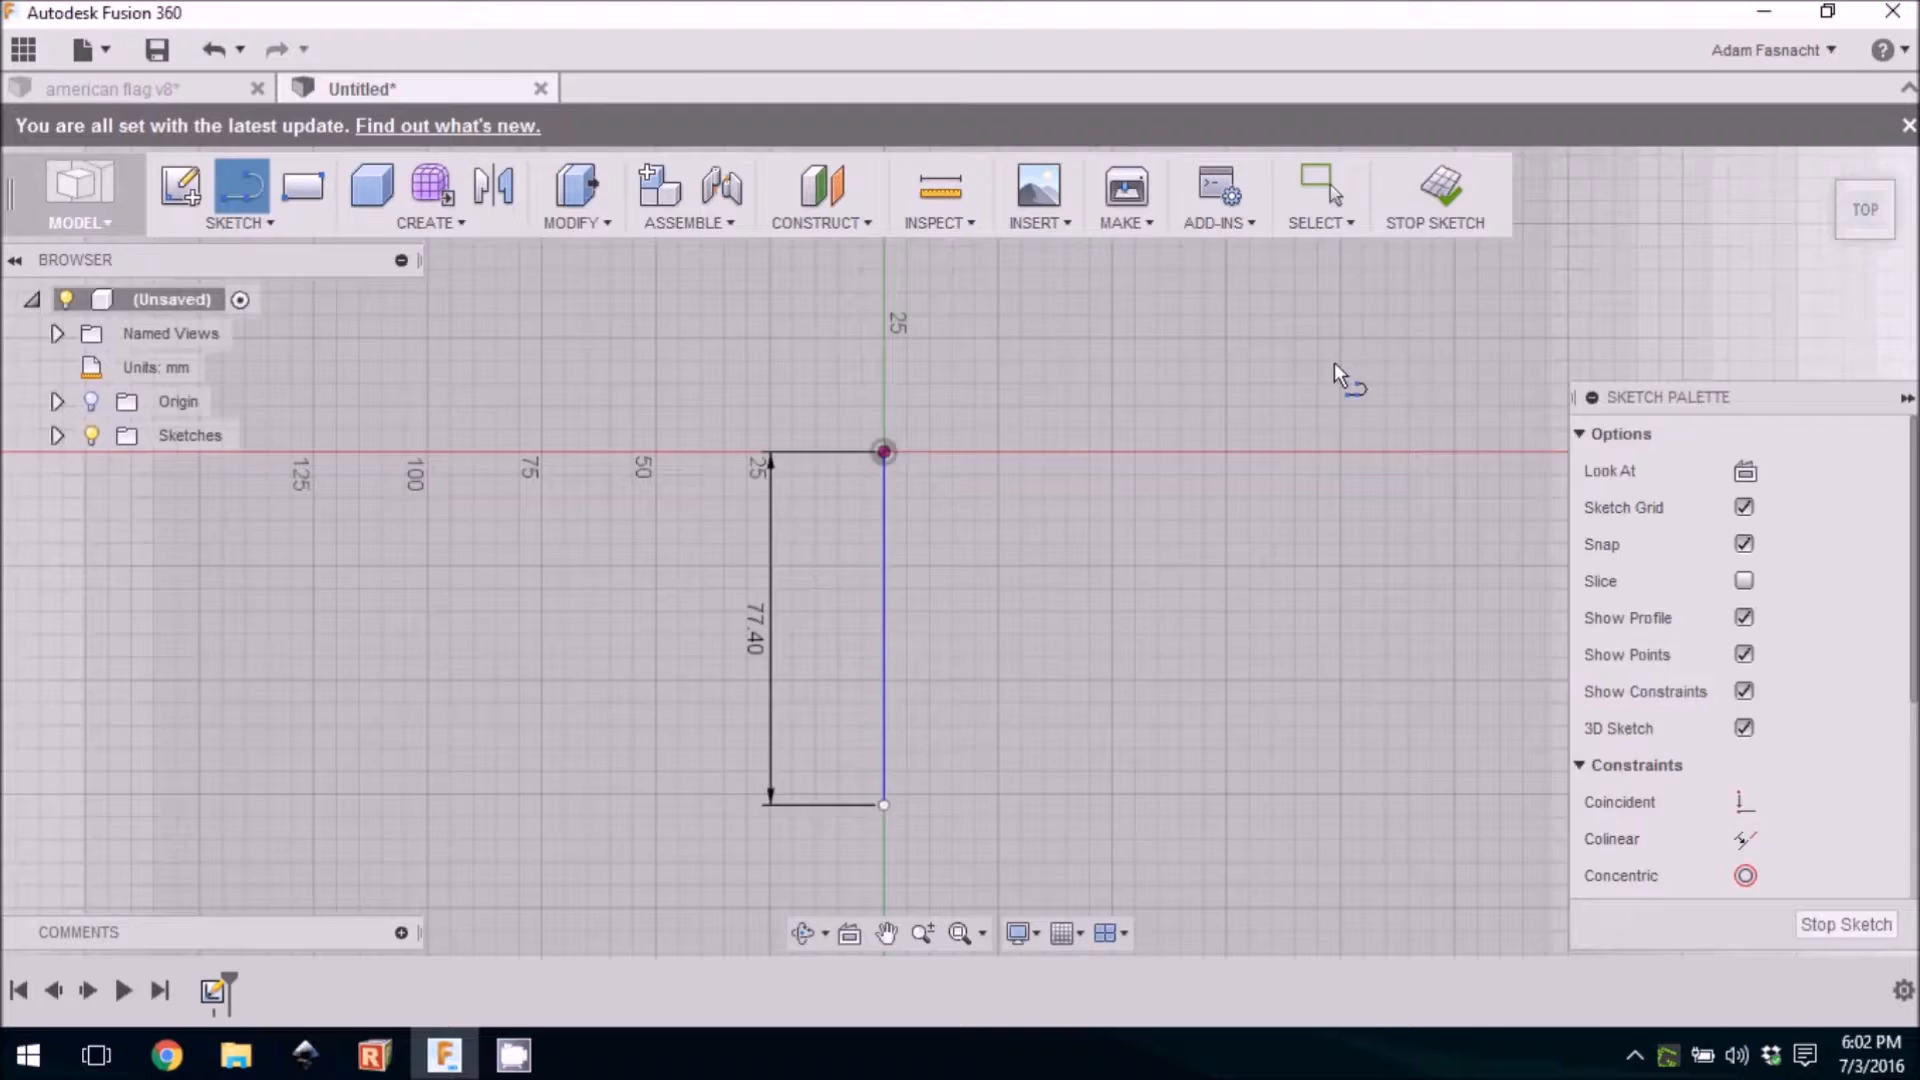 Autodesk Fusion 360
Adam Fasnacht
american flag v8*
Untitled*
You are all set with the latest update. Find out what's new.
MODEL
SKETCH
CREATE
MODIFY
ASSEMBLE
CONSTRUCT
INSPECT
INSERT
MAKE
ADD-INS
SELECT
STOP SKETCH
TOP
BROWSER
(Unsaved)
Named Views
Units: mm
Origin
Sketches
25
125
100
75
50
25
77.40
SKETCH PALETTE
Options
Look At
Sketch Grid
Snap
Slice
Show Profile
Show Points
Show Constraints
3D Sketch
Constraints
Coincident
Colinear
Concentric
Stop Sketch
COMMENTS
6:02 PM
7/3/2016